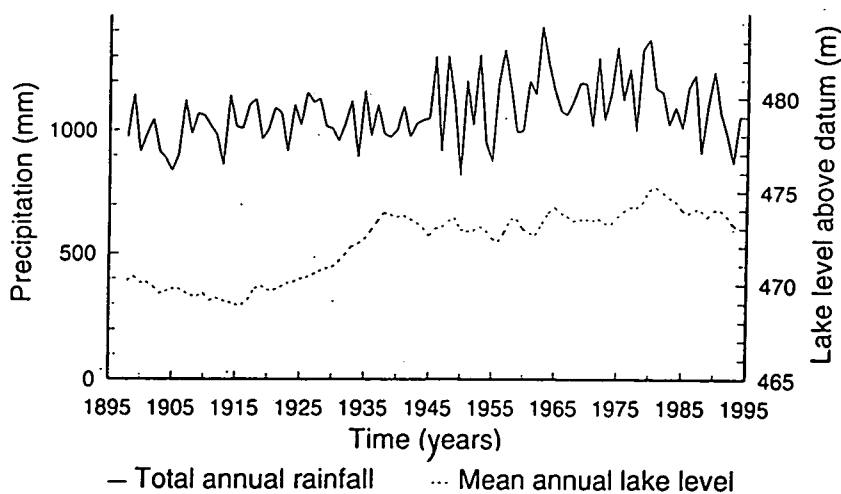 Precipitation (mm)
1000
500
0
480
475
470
465
Lake level above datum (m)
1895 1905 1915 1925 1935 1945 1955 1965 1975 1985 1995
Time (years)
— Total annual rainfall ··· Mean annual lake level